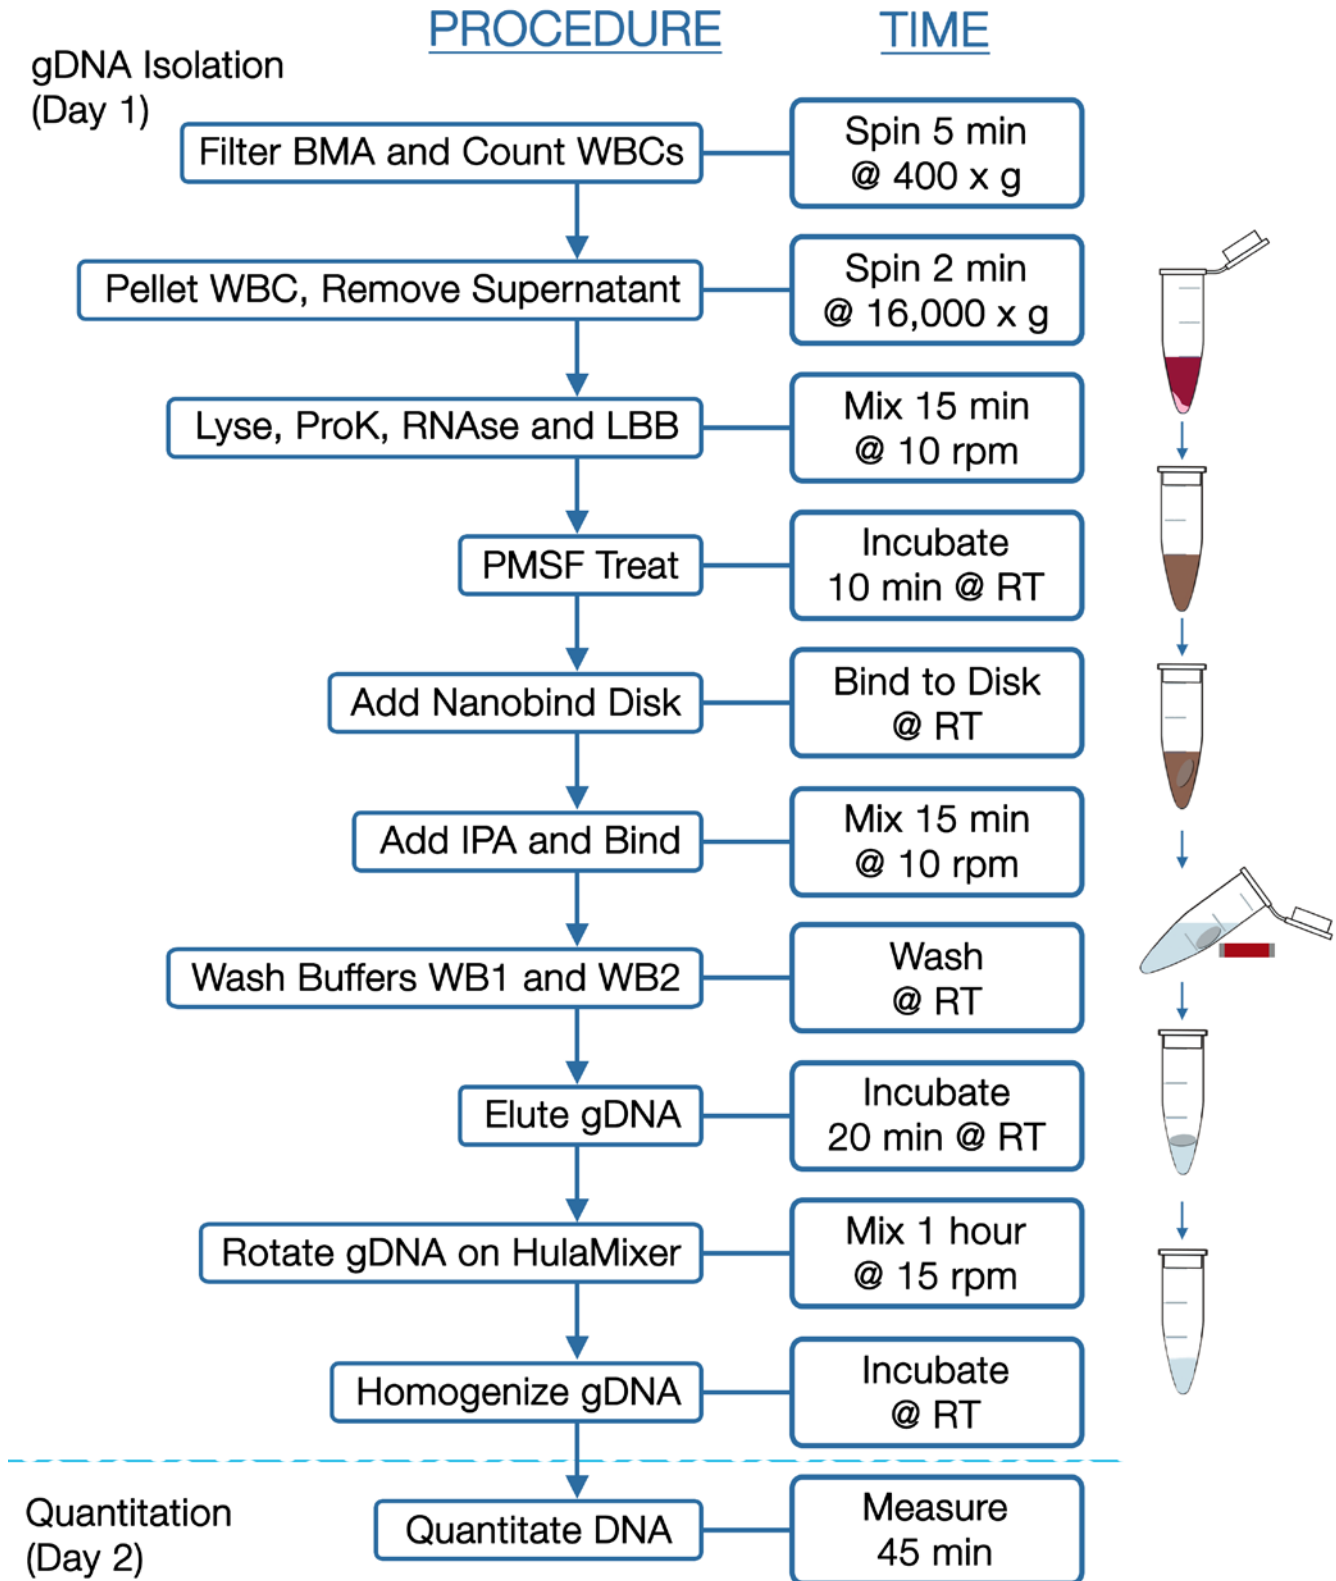 PROCEDURE
TIME
gDNA Isolation
(Day 1)
Filter BMA and Count WBCs
Spin 5 min
@ 400 x g
Pellet WBC, Remove Supernatant
Spin 2 min
@ 16,000 x g
Lyse, ProK, RNAse and LBB
Mix 15 min
@ 10 rpm
PMSF Treat
Incubate
10 min @ RT
Add Nanobind Disk
Bind to Disk
@ RT
Add IPA and Bind
Mix 15 min
@ 10 rpm
Wash Buffers WB1 and WB2
Wash
@ RT
Elute gDNA
Incubate
20 min @ RT
Rotate gDNA on HulaMixer
Mix 1 hour
@ 15 rpm
Homogenize gDNA
Incubate
@ RT
Quantitation
(Day 2)
Quantitate DNA
Measure
45 min